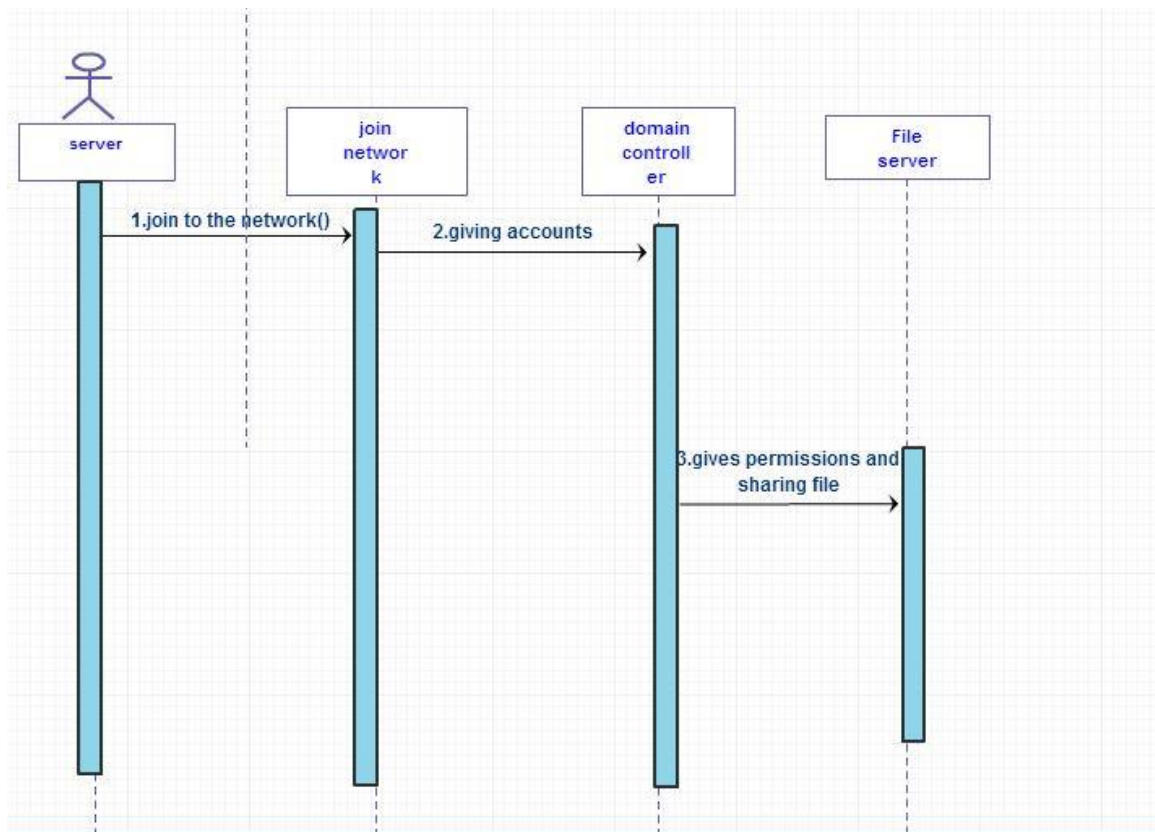 server
join
networ
k
domain
controll
er
File
server
1.join to the network()
2.giving accounts
3.gives permissions and
sharing file